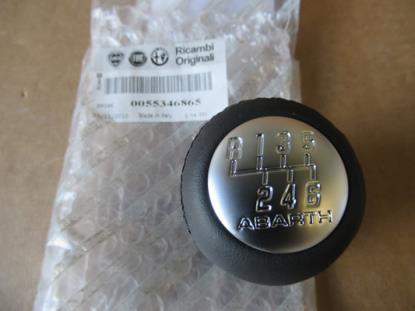 Ricambi
Originali
0055346865
Made in Italy
R 1 3 5
2 4 6
ABARTH